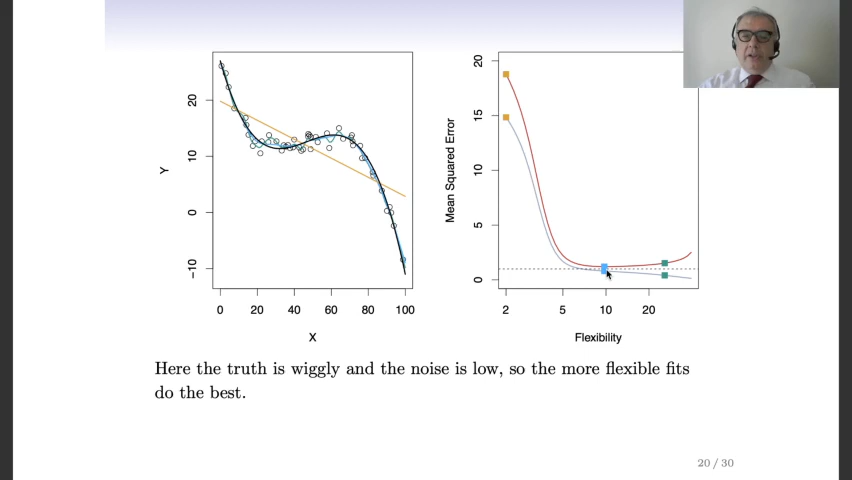 20
10
0
−10
Y
0 20 40 60 80 100
X
20
15
10
5
0
Mean Squared Error
2 5 10 20
Flexibility
Here the truth is wiggly and the noise is low, so the more flexible fits
do the best.
20 / 30